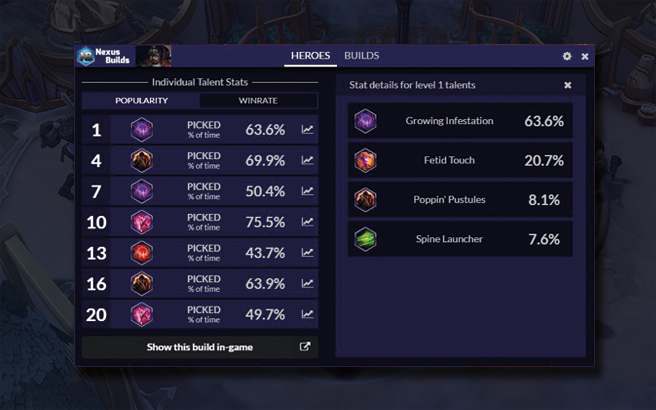 Nexus
Builds
HEROES BUILDS
Individual Talent Stats
POPULARITY WINRATE
1 PICKED % of time 63.6%
4 PICKED % of time 69.9%
7 PICKED % of time 50.4%
10 PICKED % of time 75.5%
13 PICKED % of time 43.7%
16 PICKED % of time 63.9%
20 PICKED % of time 49.7%
Show this build in-game
Stat details for level 1 talents
Growing Infestation 63.6%
Fetid Touch 20.7%
Poppin' Pustules 8.1%
Spine Launcher 7.6%